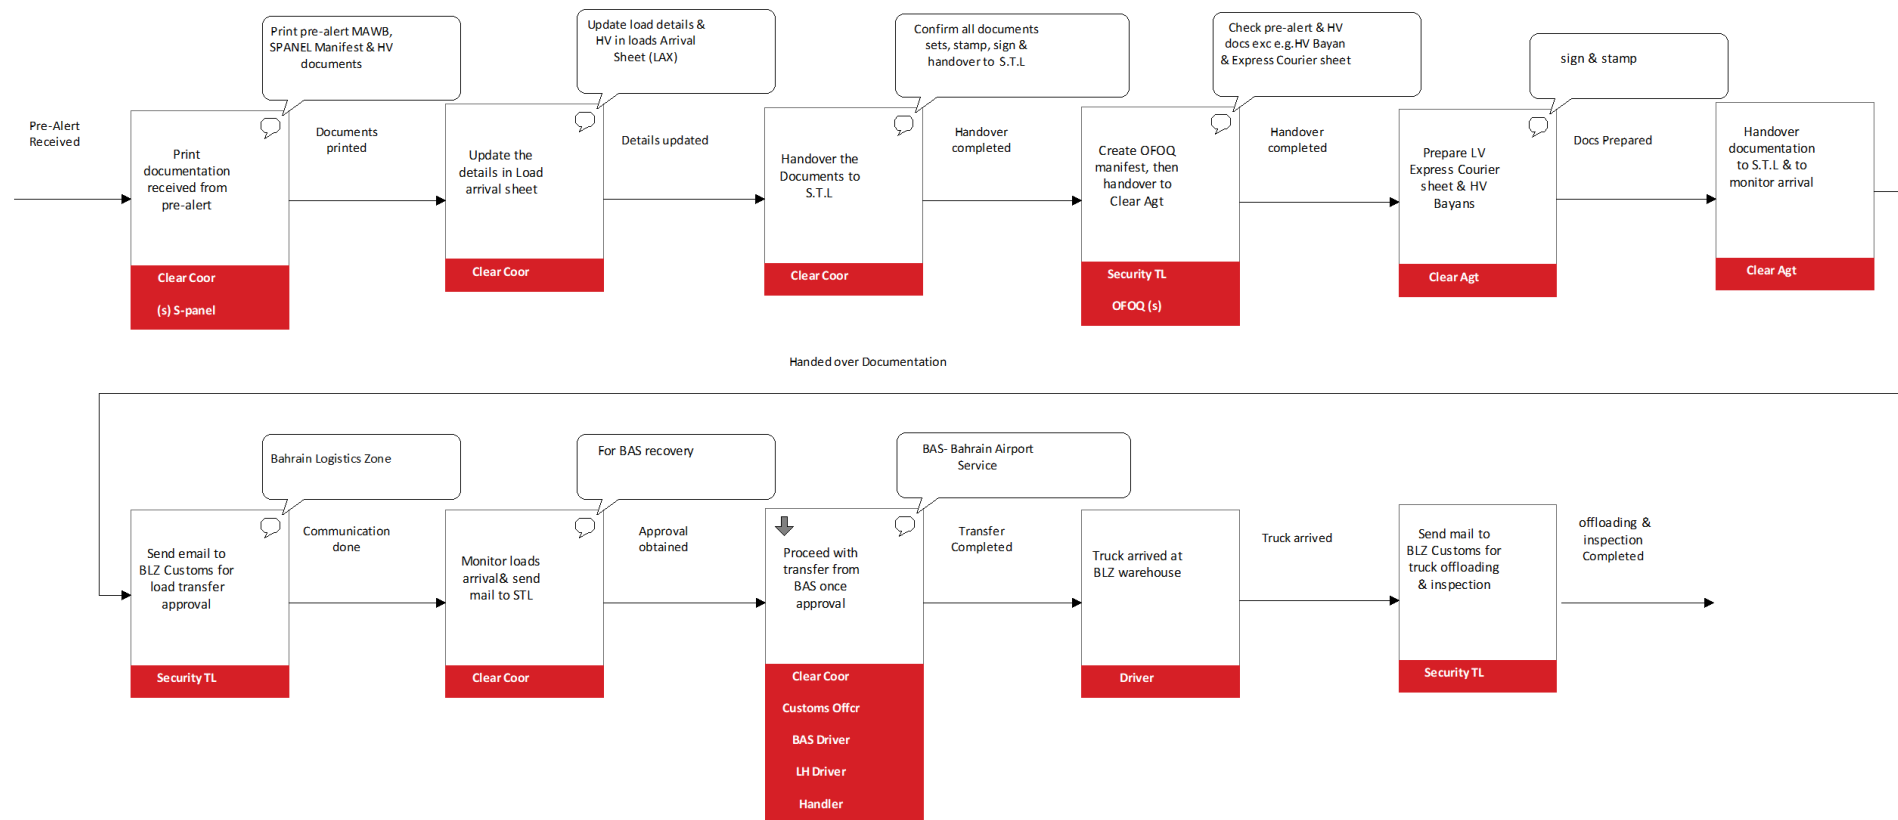 Print pre-alert MAWB,
SPANEL Manifest & HV
documents
Update load details &
HV in loads Arrival
Sheet (LAX)
Confirm all documents
sets, stamp, sign &
handover to S.T.L
Check pre-alert & HV
docs exc e.g.HV Bayan
& Express Courier sheet
sign & stamp
Pre-Alert
Received
Print
documentation
received from
pre-alert
Clear Coor
(s) S-panel
Documents
printed
Update the
details in Load
arrival sheet
Clear Coor
Details updated
Handover the
Documents to
S.T.L
Clear Coor
Handover
completed
Create OFOQ
manifest, then
handover to
Clear Agt
Security TL
OFOQ (s)
Handover
completed
Prepare LV
Express Courier
sheet & HV
Bayans
Clear Agt
Docs Prepared
Handover
documentation
to S.T.L & to
monitor arrival
Clear Agt
Handed over Documentation
Bahrain Logistics Zone
For BAS recovery
BAS- Bahrain Airport
Service
Send email to
BLZ Customs for
load transfer
approval
Security TL
Communication
done
Monitor loads
arrival& send
mail to STL
Clear Coor
Approval
obtained
Proceed with
transfer from
BAS once
approval
Clear Coor
Customs Offcr
BAS Driver
LH Driver
Handler
Transfer
Completed
Truck arrived at
BLZ warehouse
Driver
Truck arrived
Send mail to
BLZ Customs for
truck offloading
& inspection
Security TL
offloading &
inspection
Completed